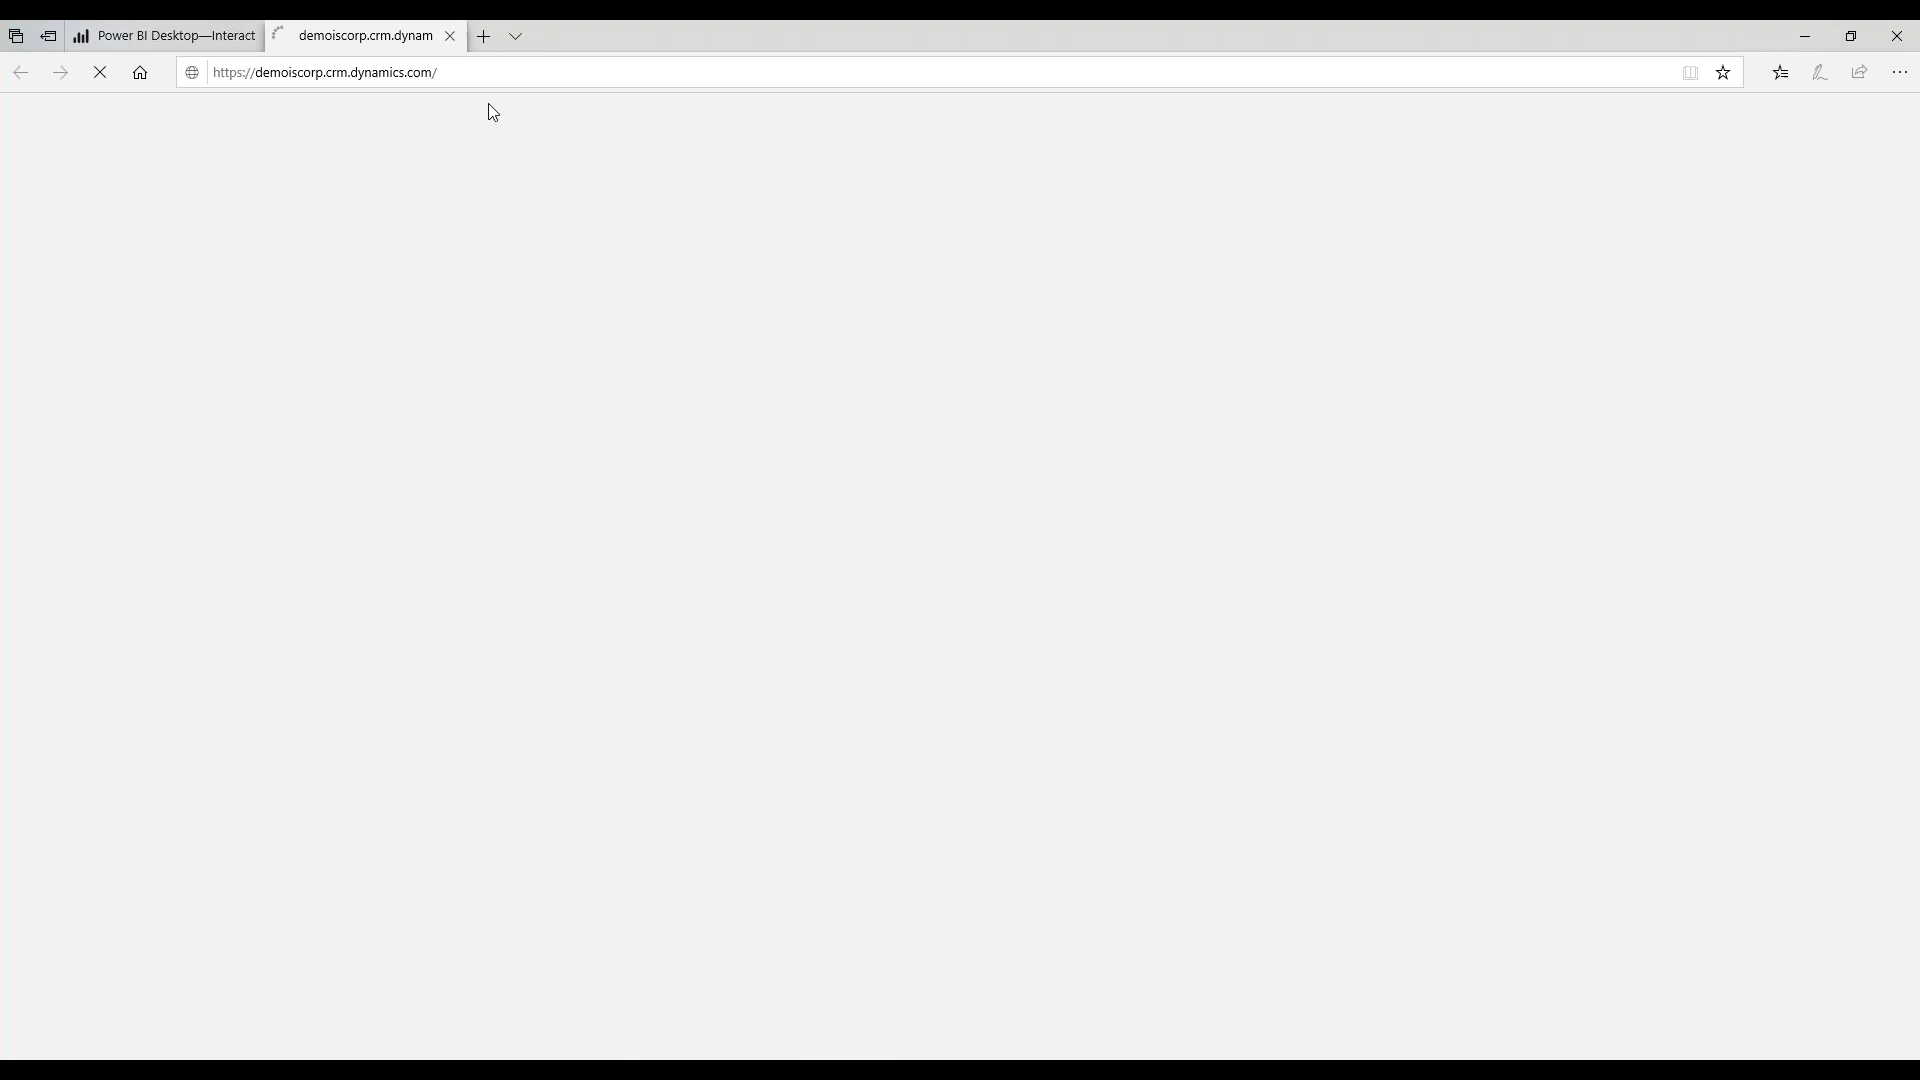 Power BI Desktop—Interact
demoiscorp.crm.dynam
https://demoiscorp.crm.dynamics.com/